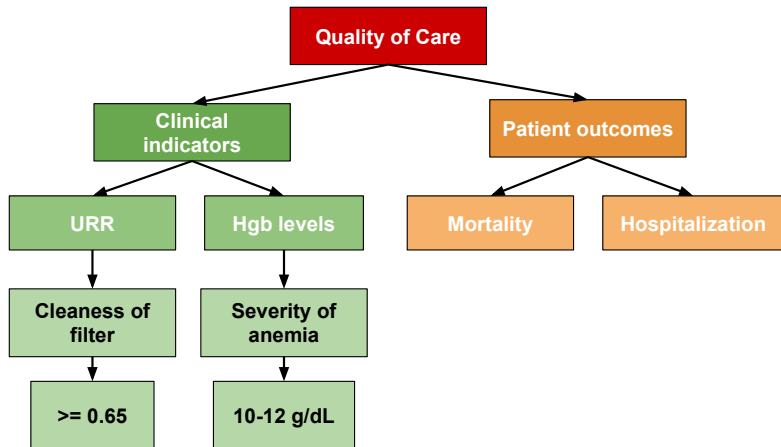 Quality of Care
Clinical
indicators
Patient outcomes
URR
Hgb levels
Mortality
Hospitalization
Cleaness of
filter
Severity of
anemia
>= 0.65
10-12 g/dL